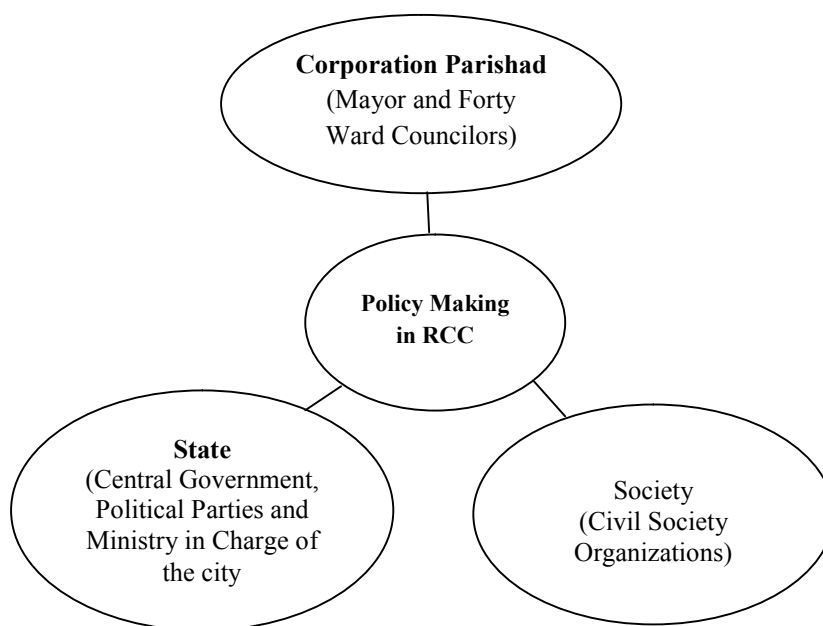 Corporation Parishad
(Mayor and Forty
Ward Councilors)
Policy Making
in RCC
State
(Central Government,
Political Parties and
Ministry in Charge of
the city
Society
(Civil Society
Organizations)